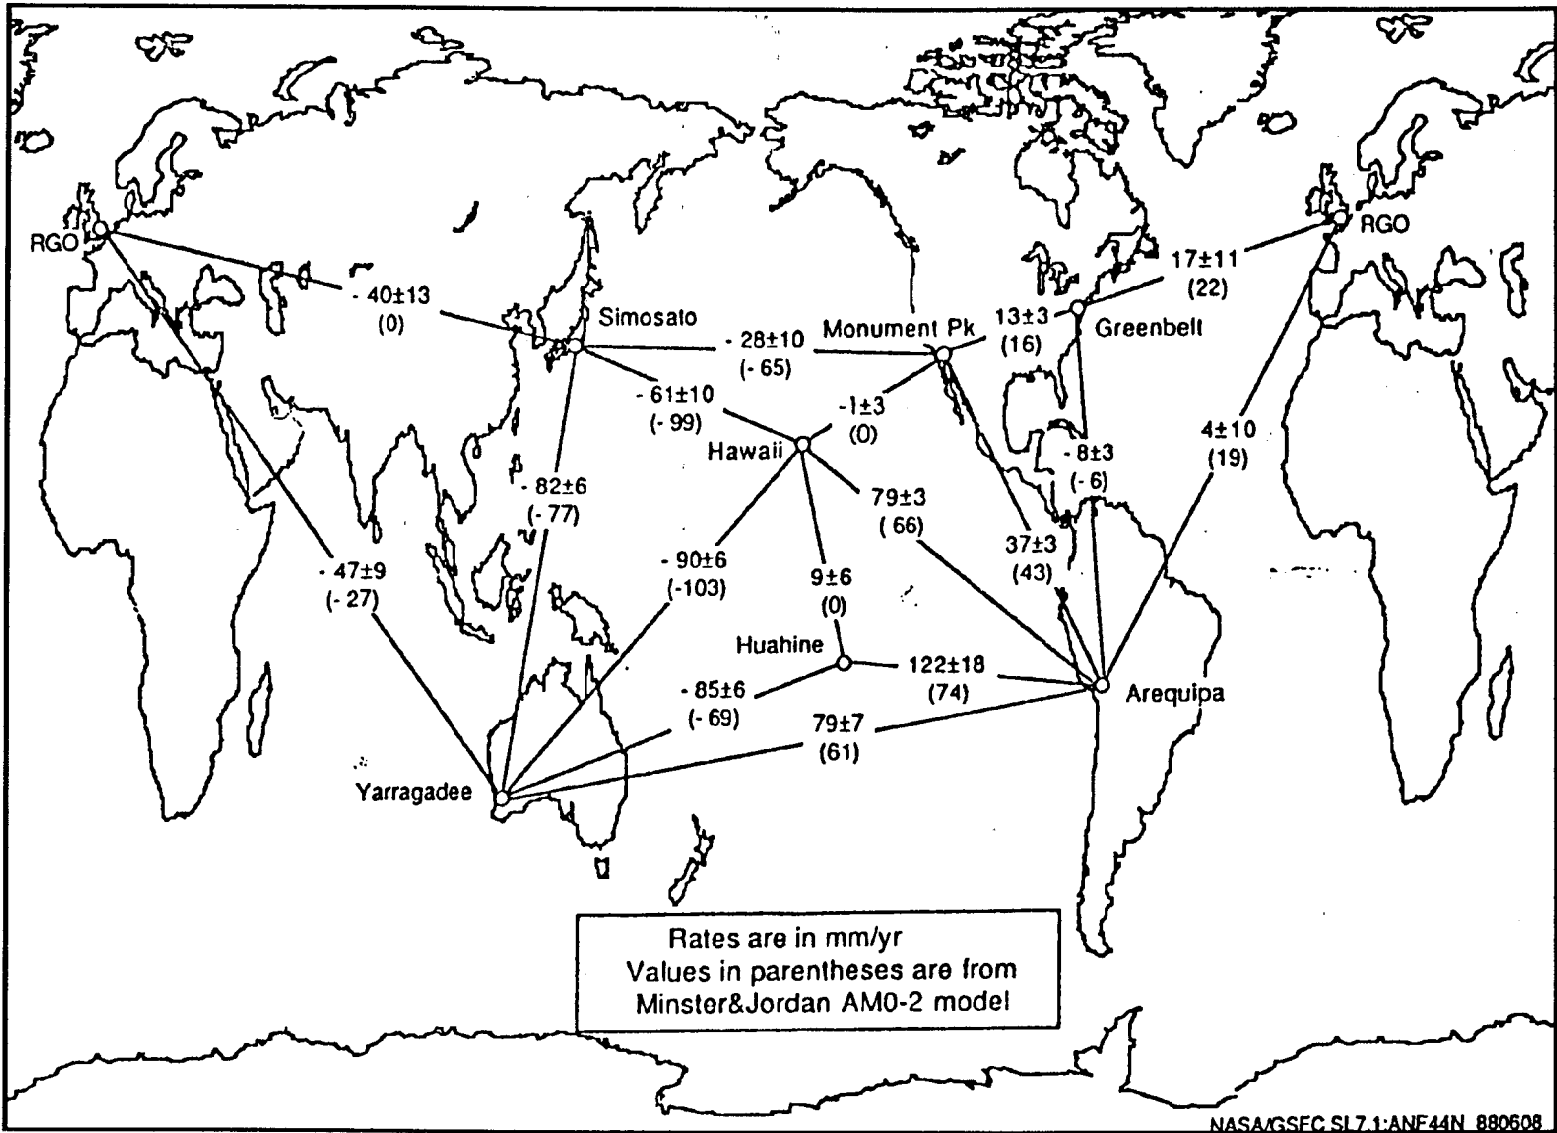 RGO
RGO
17±11
(22)
- 40±13
(0)
Simosato
Monument Pk
13±3
(16)
Greenbelt
- 28±10
(- 65)
- 61±10
(- 99)
-1±3
(0)
Hawaii
- 8±3
(- 6)
4±10
(19)
- 82±6
(- 77)
79±3
( 66)
37±3
(43)
- 47±9
(- 27)
- 90±6
(-103)
9±6
(0)
Huahine
122±18
(74)
Arequipa
- 85±6
(- 69)
79±7
(61)
Yarragadee
Rates are in mm/yr
Values in parentheses are from
Minster&Jordan AM0-2 model
NASA/GSFC SL7.1:ANF44N 880608